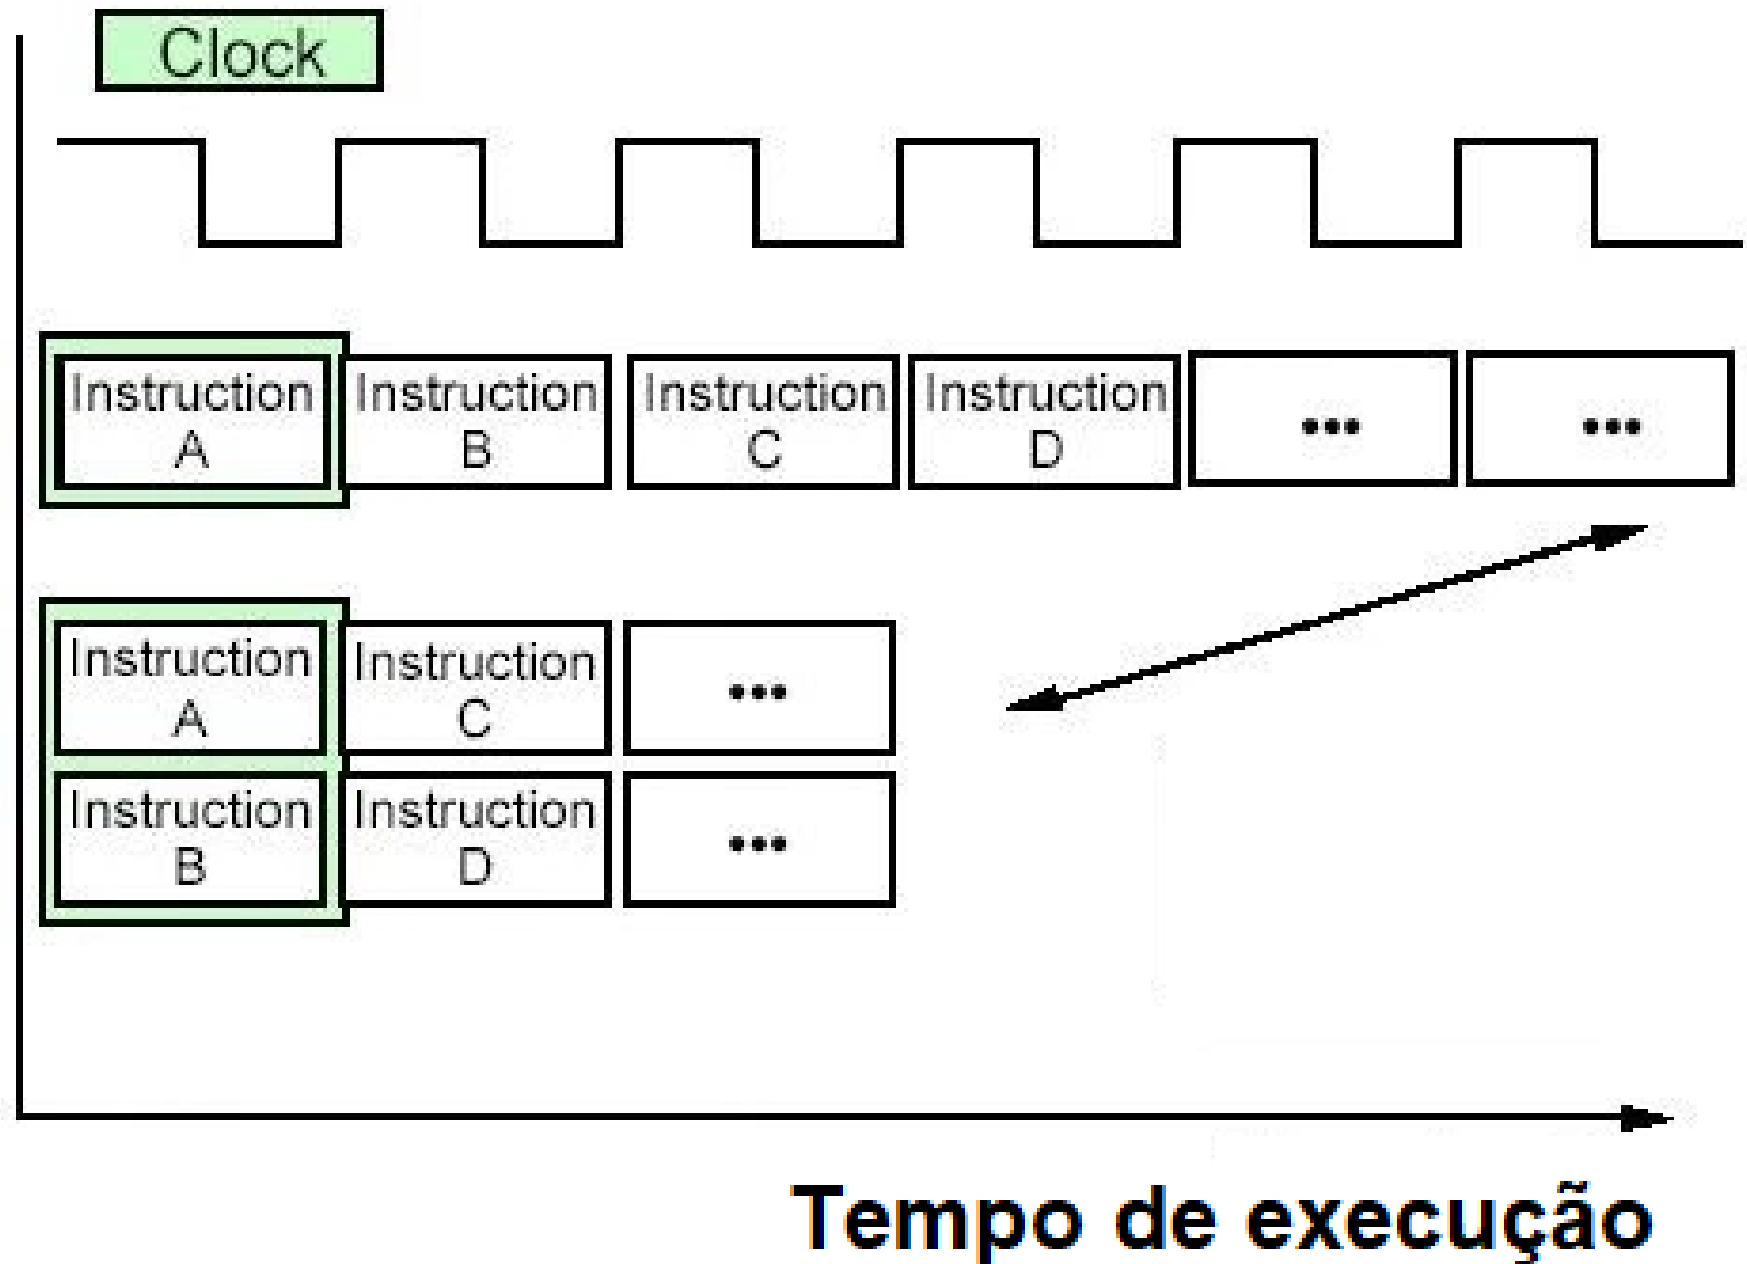 Clock
Instruction
A
Instruction
B
Instruction
C
Instruction
D
...
...
Instruction
A
Instruction
C
...
Instruction
B
Instruction
D
...
Tempo de execução